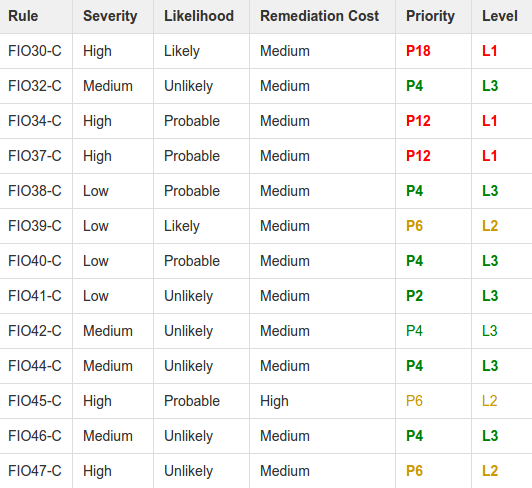 Rule Severity Likelihood Remediation Cost Priority Level
FIO30-C High Likely Medium P18 L1
FIO32-C Medium Unlikely Medium P4 L3
FIO34-C High Probable Medium P12 L1
FIO37-C High Probable Medium P12 L1
FIO38-C Low Probable Medium P4 L3
FIO39-C Low Likely Medium P6 L2
FIO40-C Low Probable Medium P4 L3
FIO41-C Low Unlikely Medium P2 L3
FIO42-C Medium Unlikely Medium P4 L3
FIO44-C Medium Unlikely Medium P4 L3
FIO45-C High Probable High P6 L2
FIO46-C Medium Unlikely Medium P4 L3
FIO47-C High Unlikely Medium P6 L2